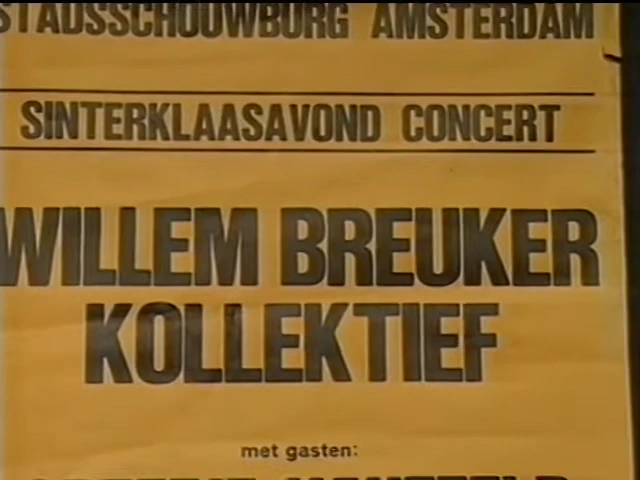 STADSSCHOUWBURG AMSTERDAM
SINTERKLAASAVOND CONCERT
WILLEM BREUKER
KOLLEKTIEF
met gasten: